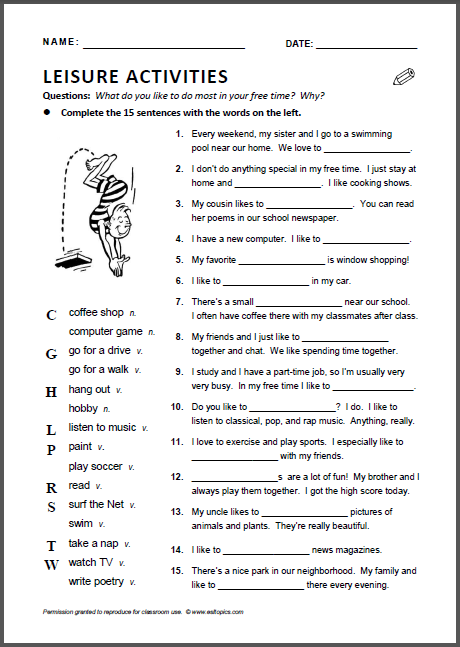 NAME: ____________________ DATE: ____________________
LEISURE ACTIVITIES
Questions: What do you like to do most in your free time? Why?
● Complete the 15 sentences with the words on the left.
1. Every weekend, my sister and I go to a swimming
pool near our home. We love to ________________.
2. I don't do anything special in my free time. I just stay at
home and ________________. I like cooking shows.
3. My cousin likes to ________________. You can read
her poems in our school newspaper.
4. I have a new computer. I like to ________________.
5. My favorite ________________ is window shopping!
6. I like to ________________ in my car.
7. There's a small ________________ near our school.
I often have coffee there with my classmates after class.
8. My friends and I just like to ________________
together and chat. We like spending time together.
9. I study and I have a part-time job, so I'm usually very
very busy. In my free time I like to ________________.
10. Do you like to ________________? I do. I like to
listen to classical, pop, and rap music. Anything, really.
11. I love to exercise and play sports. I especially like to
________________ with my friends.
12. ________________s are a lot of fun! My brother and I
always play them together. I got the high score today.
13. My uncle likes to ________________ pictures of
animals and plants. They're really beautiful.
14. I like to ________________ news magazines.
15. There's a nice park in our neighborhood. My family and
like to ________________ there every evening.
C coffee shop n.
computer game n.
G go for a drive v.
go for a walk v.
H hang out v.
hobby n.
L listen to music v.
P paint v.
play soccer v.
R read v.
S surf the Net v.
swim v.
T take a nap v.
W watch TV v.
write poetry v.
Permission granted to reproduce for classroom use. © www.esltopics.com